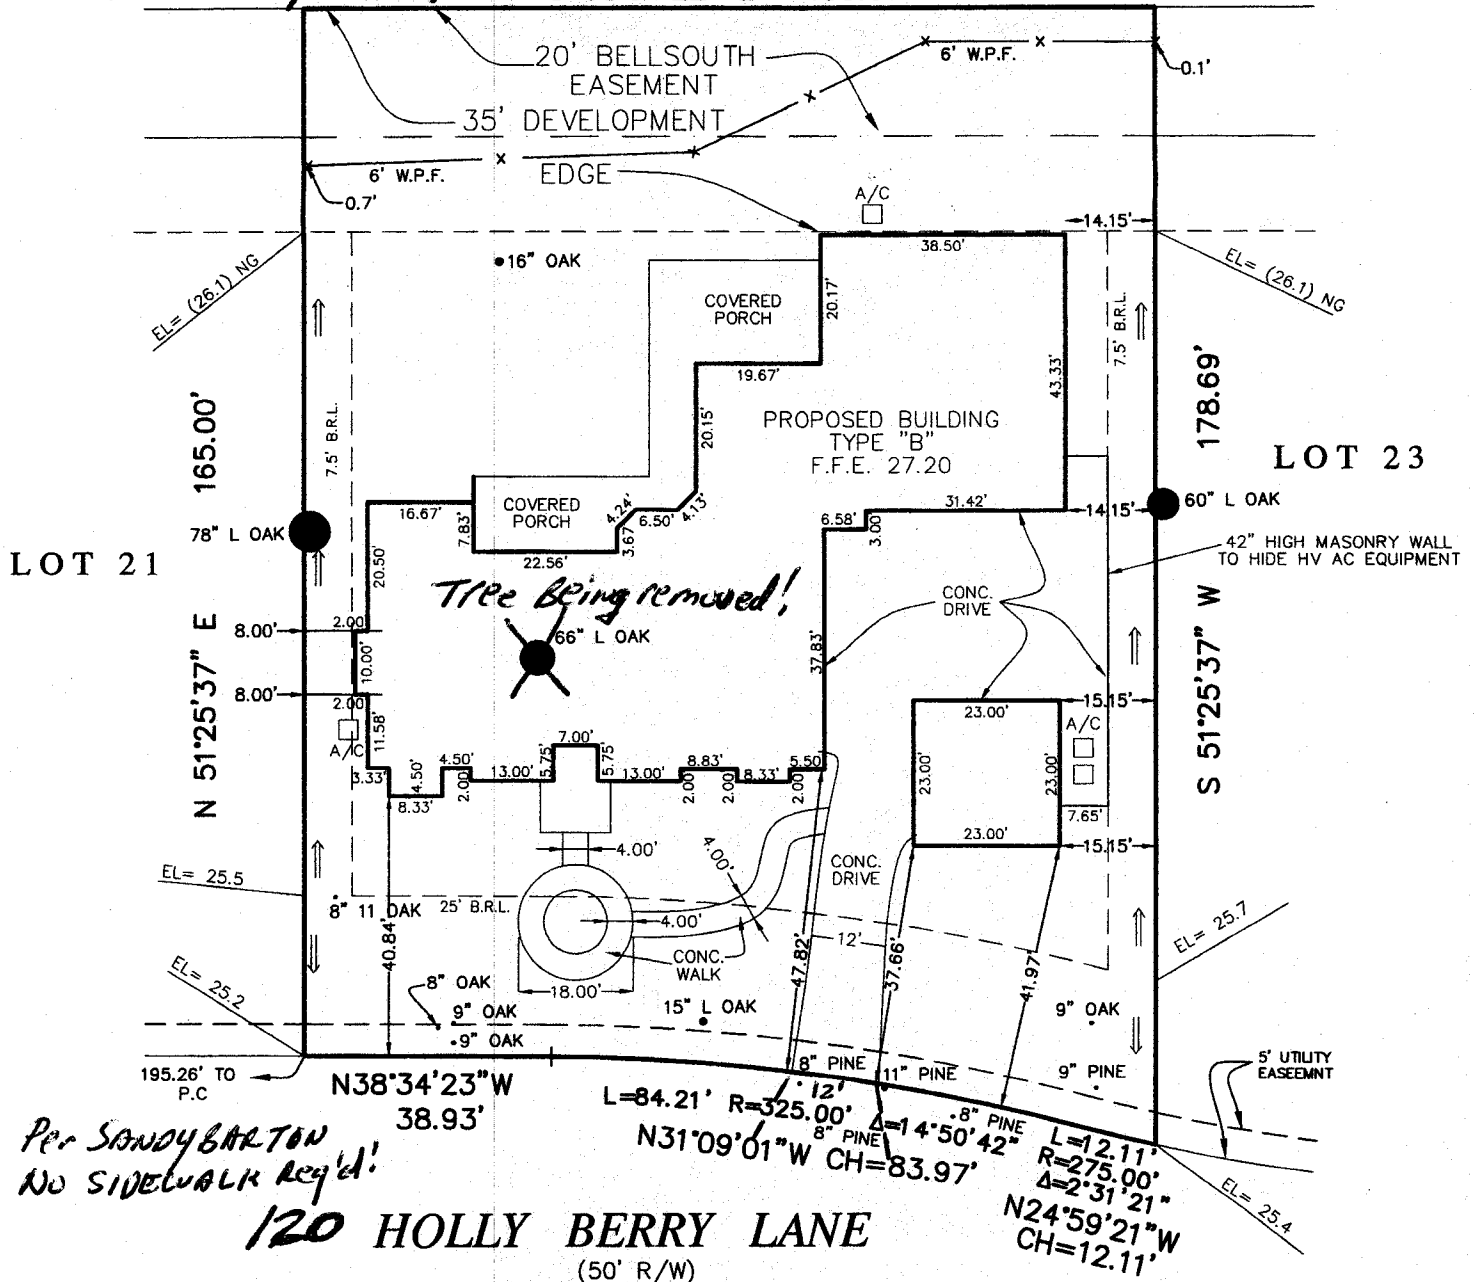 20' BELLSOUTH
EASEMENT
6' W.P.F.
0.1'
35' DEVELOPMENT
6' W.P.F.
EDGE
0.7'
A/C
14.15'
38.50'
EL= (26.1) NG
16" OAK
EL= (26.1) NG
COVERED
PORCH
20.17'
7.5' B.R.L.
43.33'
19.67'
165.00'
178.69'
7.5' B.R.L.
20.15'
PROPOSED BUILDING
TYPE "B"
F.F.E. 27.20
LOT 23
16.67'
COVERED
PORCH
7.83'
4.24'
6.50'
4.13'
3.67'
22.56'
6.58'
3.00'
31.42'
14.15'
60" L OAK
78" L OAK
LOT 21
20.50'
42" HIGH MASONRY WALL
TO HIDE HV AC EQUIPMENT
Tree Being removed!
CONC.
DRIVE
8.00'
2.00'
66" L OAK
37.83'
10.00'
8.00'
2.00'
N 51°25'37" E
S 51°25'37" W
23.00'
15.15'
A/C
11.58'
A/C
7.00'
5.75'
5.75'
3.33'
4.50'
4.50'
2.00'
13.00'
13.00'
8.83'
2.00'
2.00'
8.33'
5.50'
2.00'
8.33'
23.00'
23.00'
7.65'
23.00'
15.15'
4.00'
4.00'
CONC.
DRIVE
EL= 25.5
8" 11 OAK
25' B.R.L.
4.00'
40.84'
12'
47.82'
37.66'
41.97'
EL= 25.7
CONC.
WALK
18.00'
EL= 25.2
8" OAK
9" OAK
9" OAK
15" L OAK
9" OAK
8" PINE
11" PINE
9" PINE
5' UTILITY
EASEEMNT
195.26' TO
P.C
N38°34'23"W
38.93'
12'
L=84.21' R=325.00' Δ=14°50'42"
8" PINE
8" PINE
N31°09'01"W CH=83.97'
L=12.11'
R=275.00'
Δ=2°31'21"
N24°59'21"W
CH=12.11'
EL= 25.4
Per SANDY BARTON
NO SIDEWALK Req'd!
120 HOLLY BERRY LANE
(50' R/W)